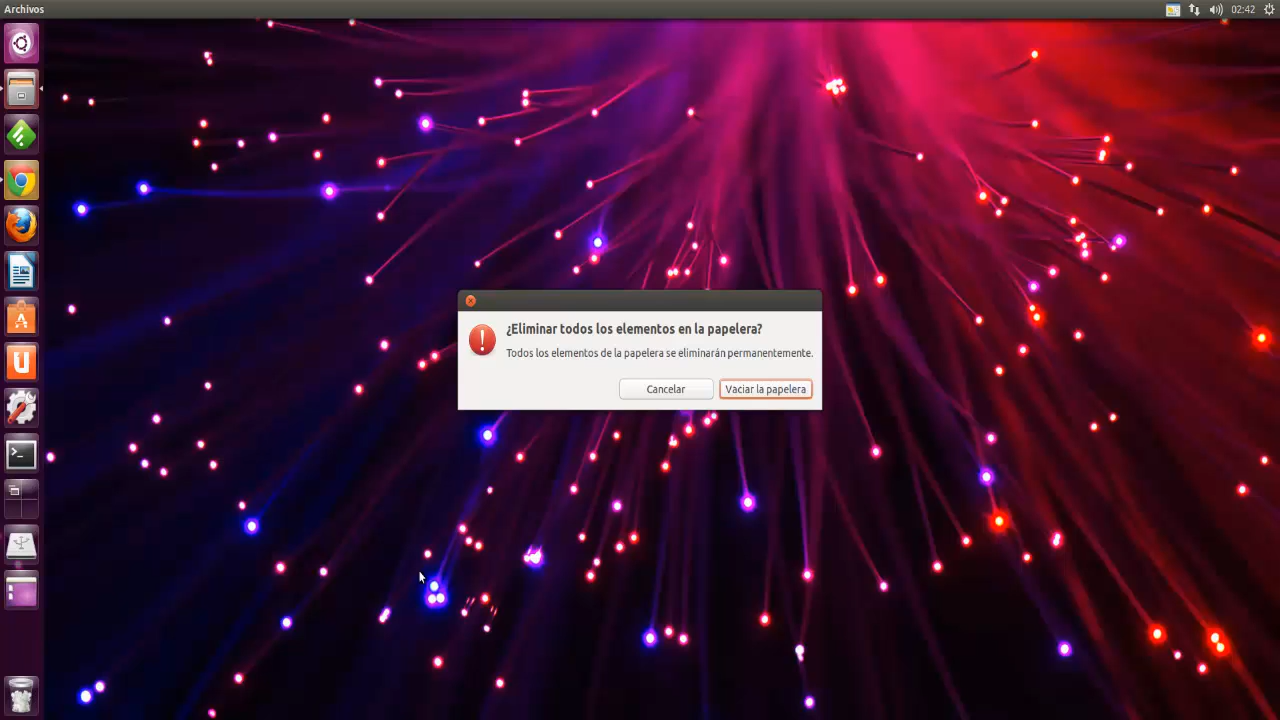 Archivos
02:42
¿Eliminar todos los elementos en la papelera?
Todos los elementos de la papelera se eliminarán permanentemente.
Cancelar
Vaciar la papelera